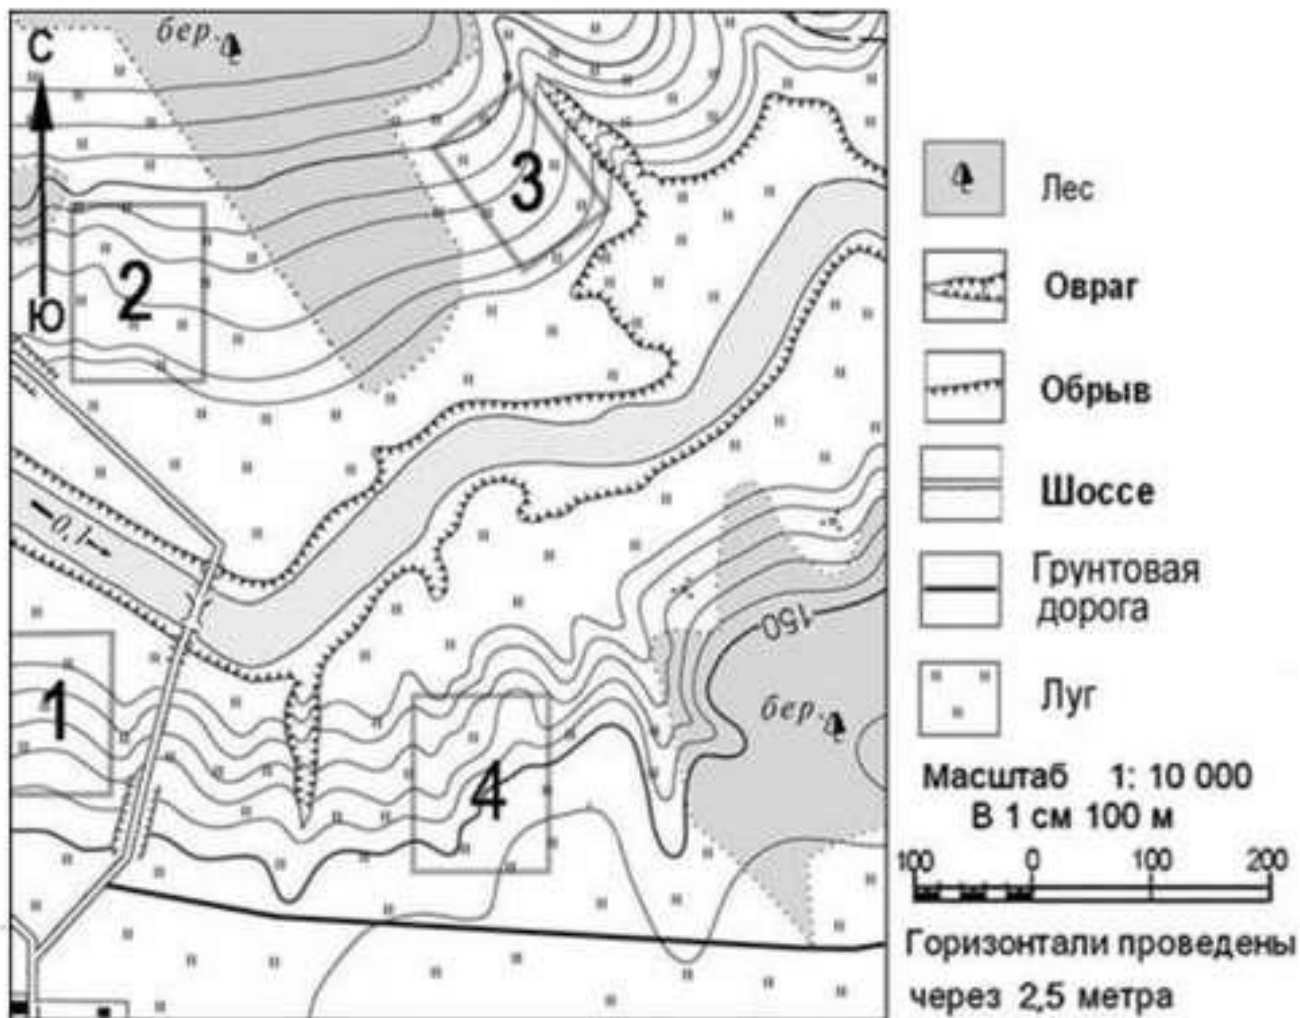 бер.
С
Ю
2
3
0,1
1
4
150
бер.
Лес
Овраг
Обрыв
Шоссе
Грунтовая
дорога
Луг
Масштаб 1: 10 000
В 1 см 100 м
100 0 100 200
Горизонтали проведены
через 2,5 метра